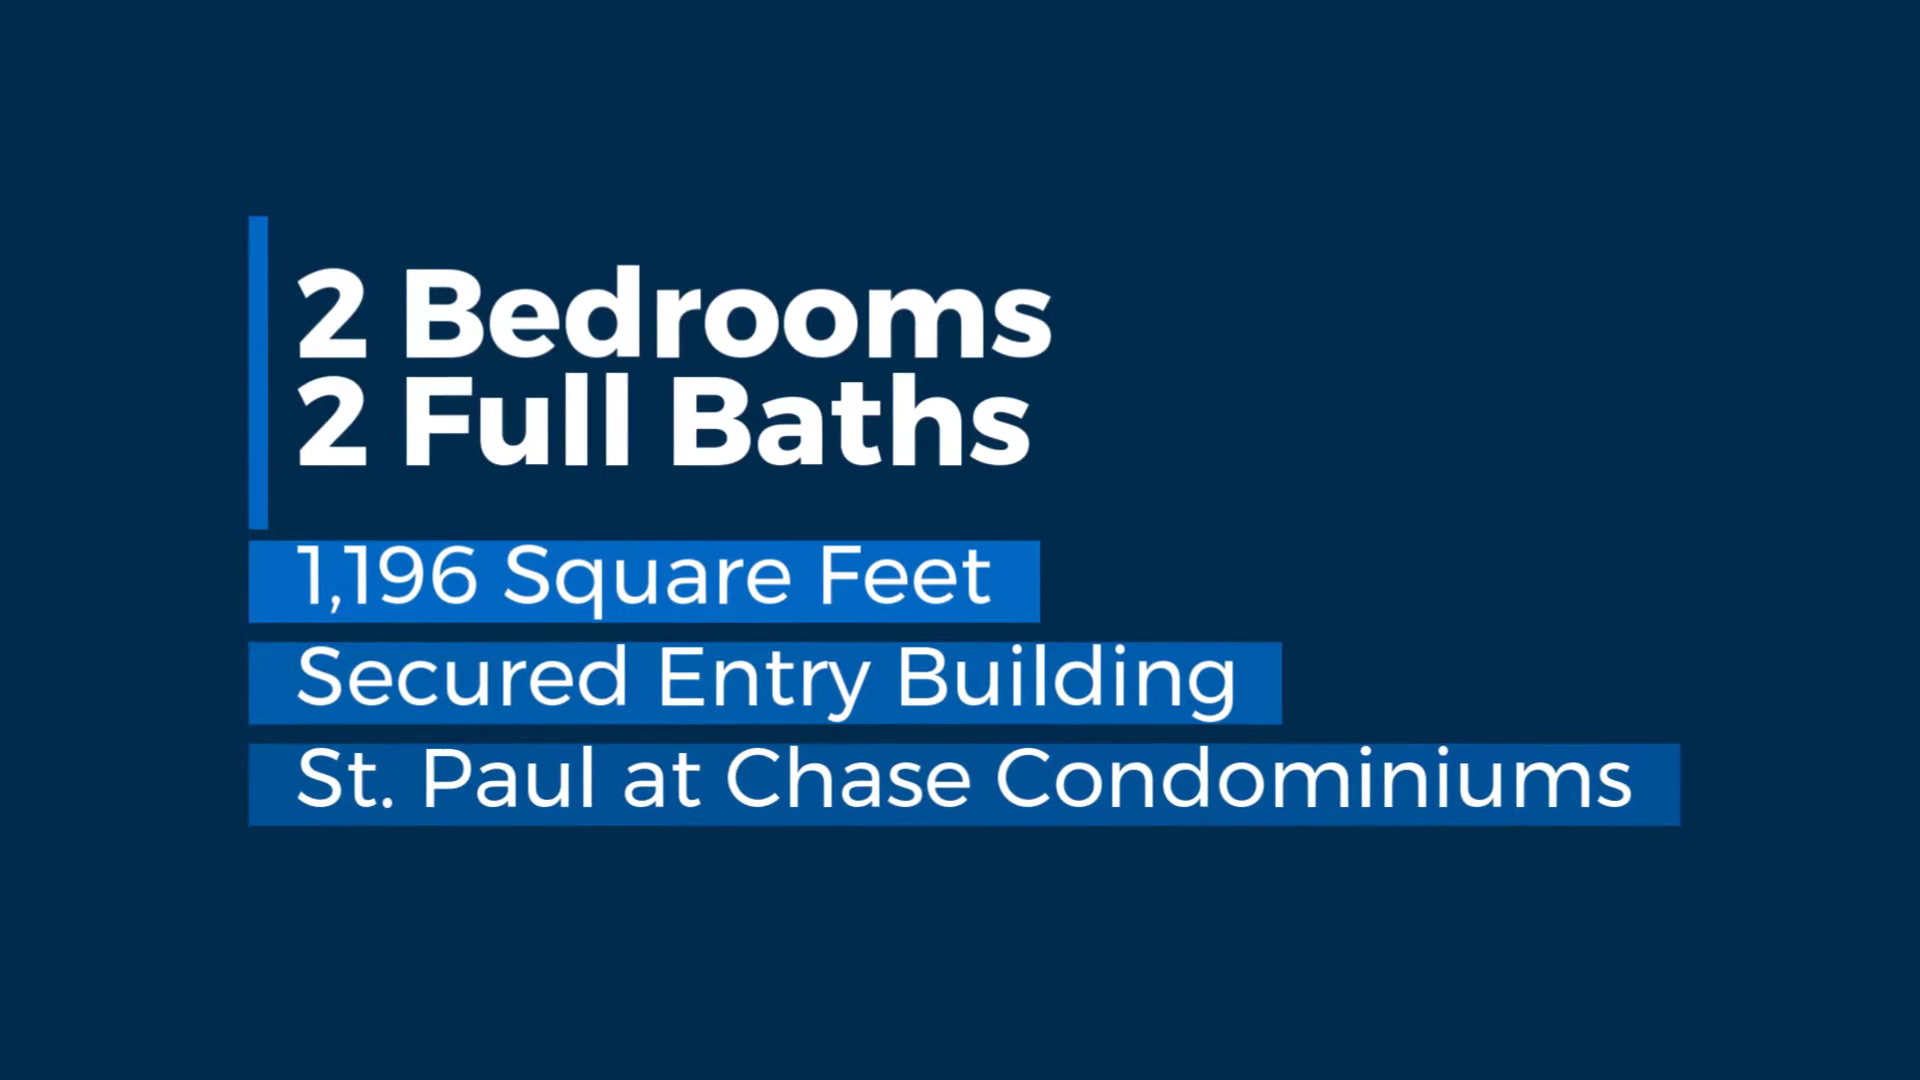 2 Bedrooms
2 Full Baths
1,196 Square Feet
Secured Entry Building
St. Paul at Chase Condominiums